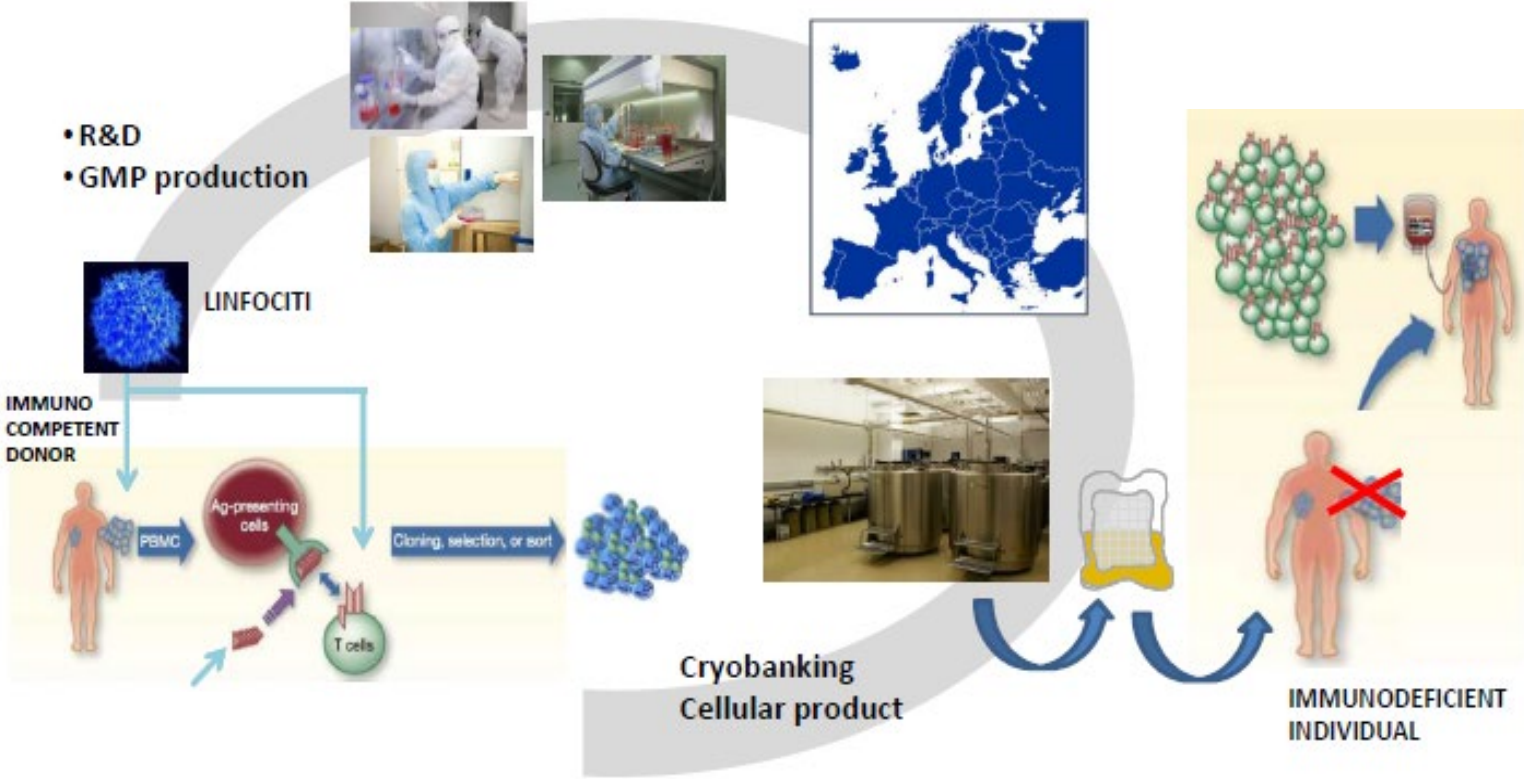 • R&D
• GMP production
LINFOCITI
IMMUNO
COMPETENT
DONOR
PBMC
Ag-presenting
cells
T cells
Cloning, selection, or sort
Cryobanking
Cellular product
IMMUNODEFICIENT
INDIVIDUAL